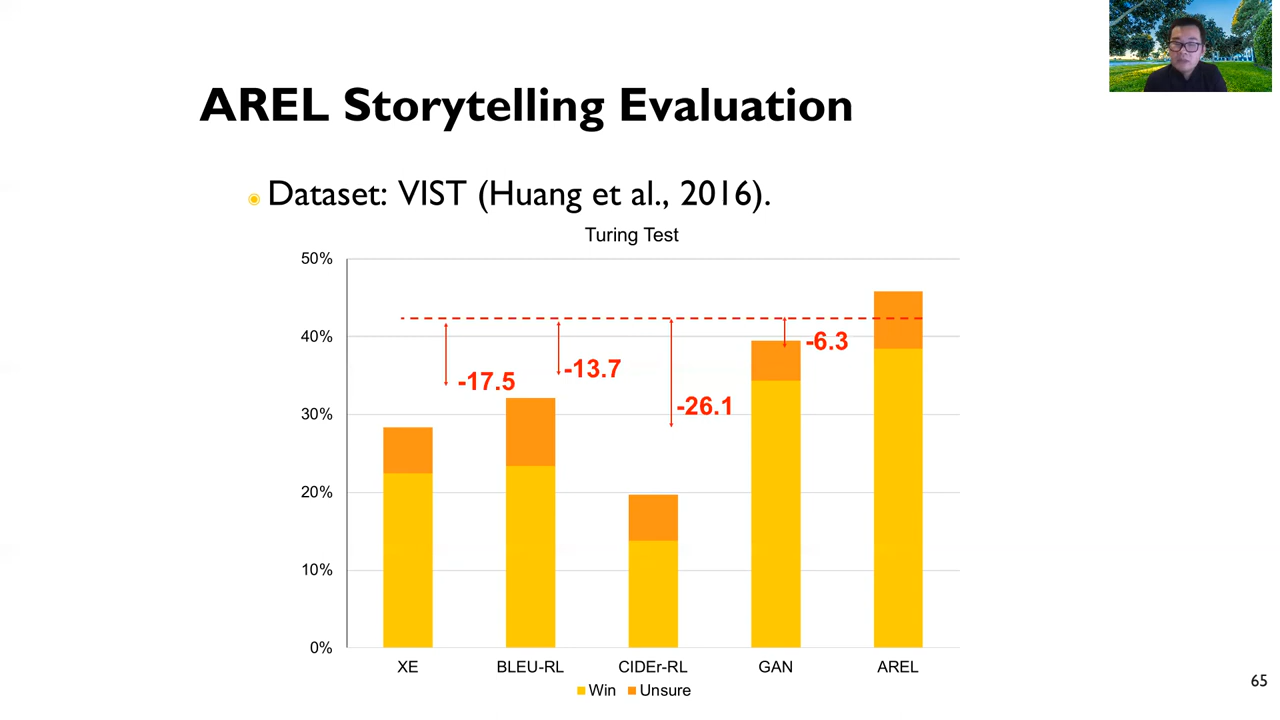 AREL Storytelling Evaluation
Dataset: VIST (Huang et al., 2016).
Turing Test
50%
40%
30%
20%
10%
0%
-17.5
-13.7
-26.1
-6.3
XE BLEU-RL CIDEr-RL GAN AREL
Win Unsure
65